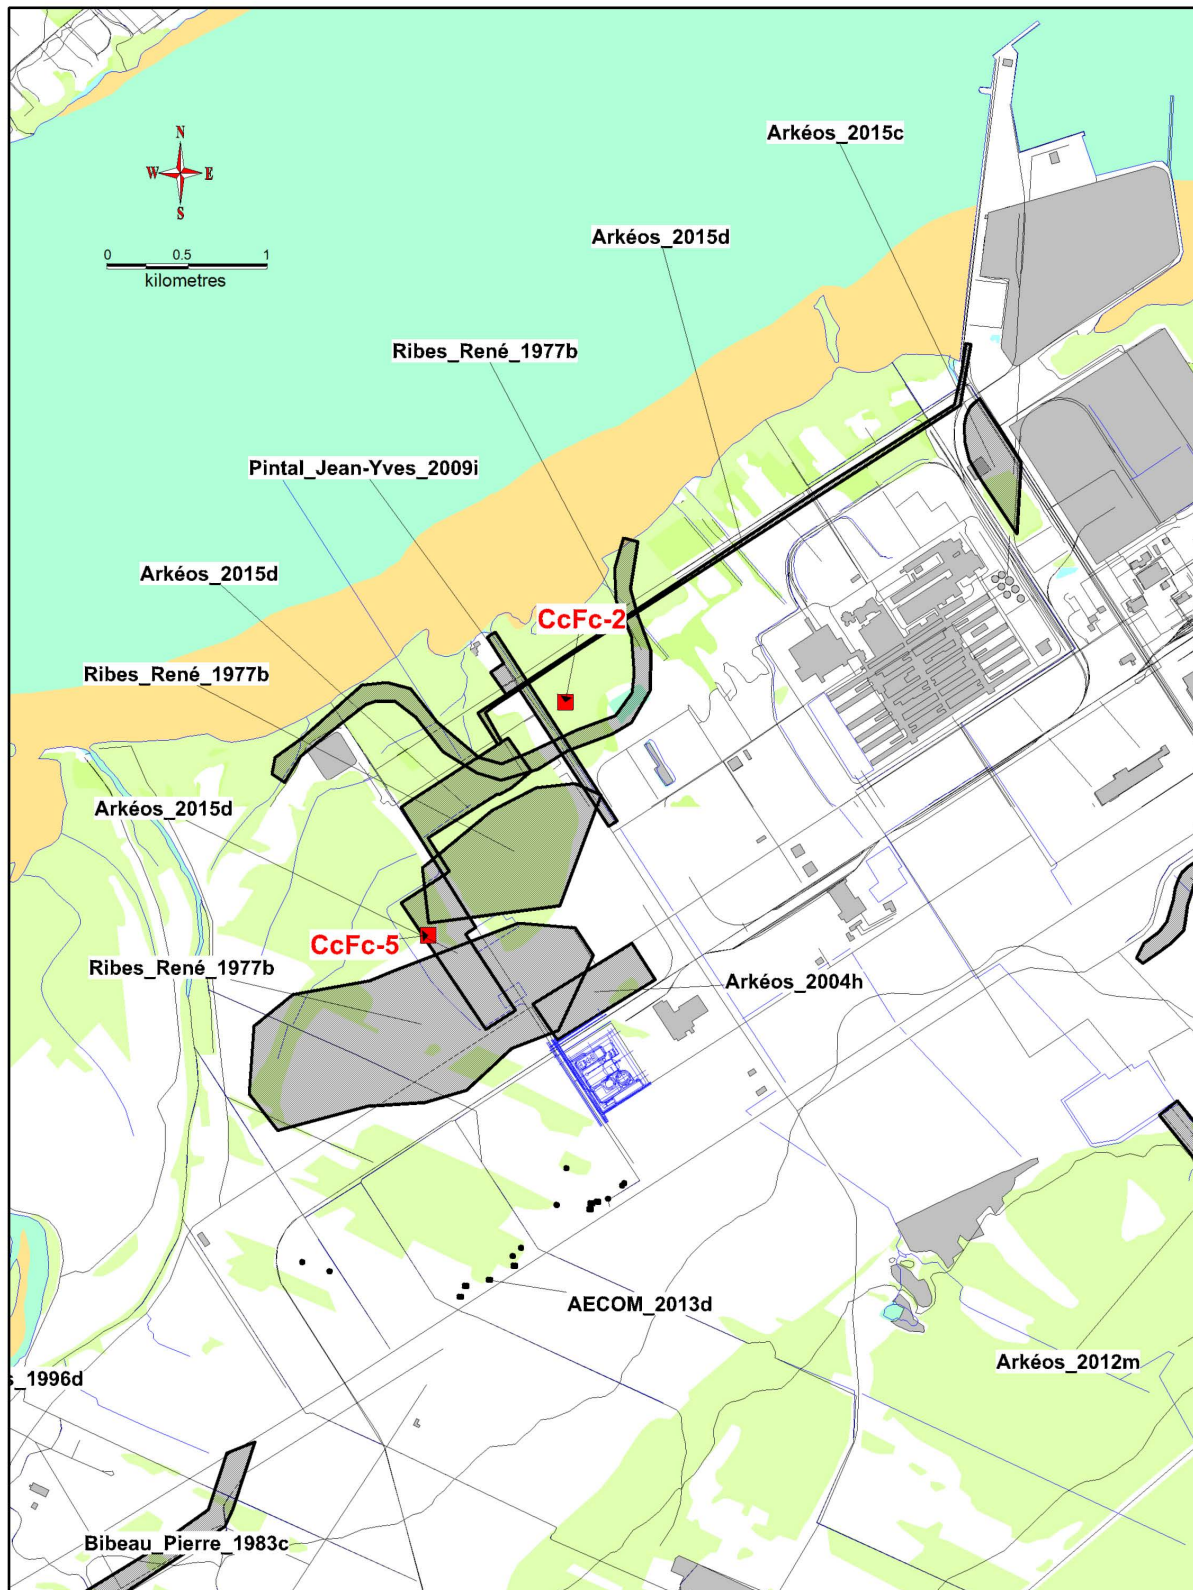 Arkéos_2015c
N
W E
S
Arkéos_2015d
0 0.5 1
kilometres
Ribes_René_1977b
Pintal_Jean-Yves_2009i
Arkéos_2015d
CcFc-2
Ribes_René_1977b
Arkéos_2015d
CcFc-5
Ribes_René_1977b
Arkéos_2004h
AECOM_2013d
Arkéos_2012m
s_1996d
Bibeau_Pierre_1983c